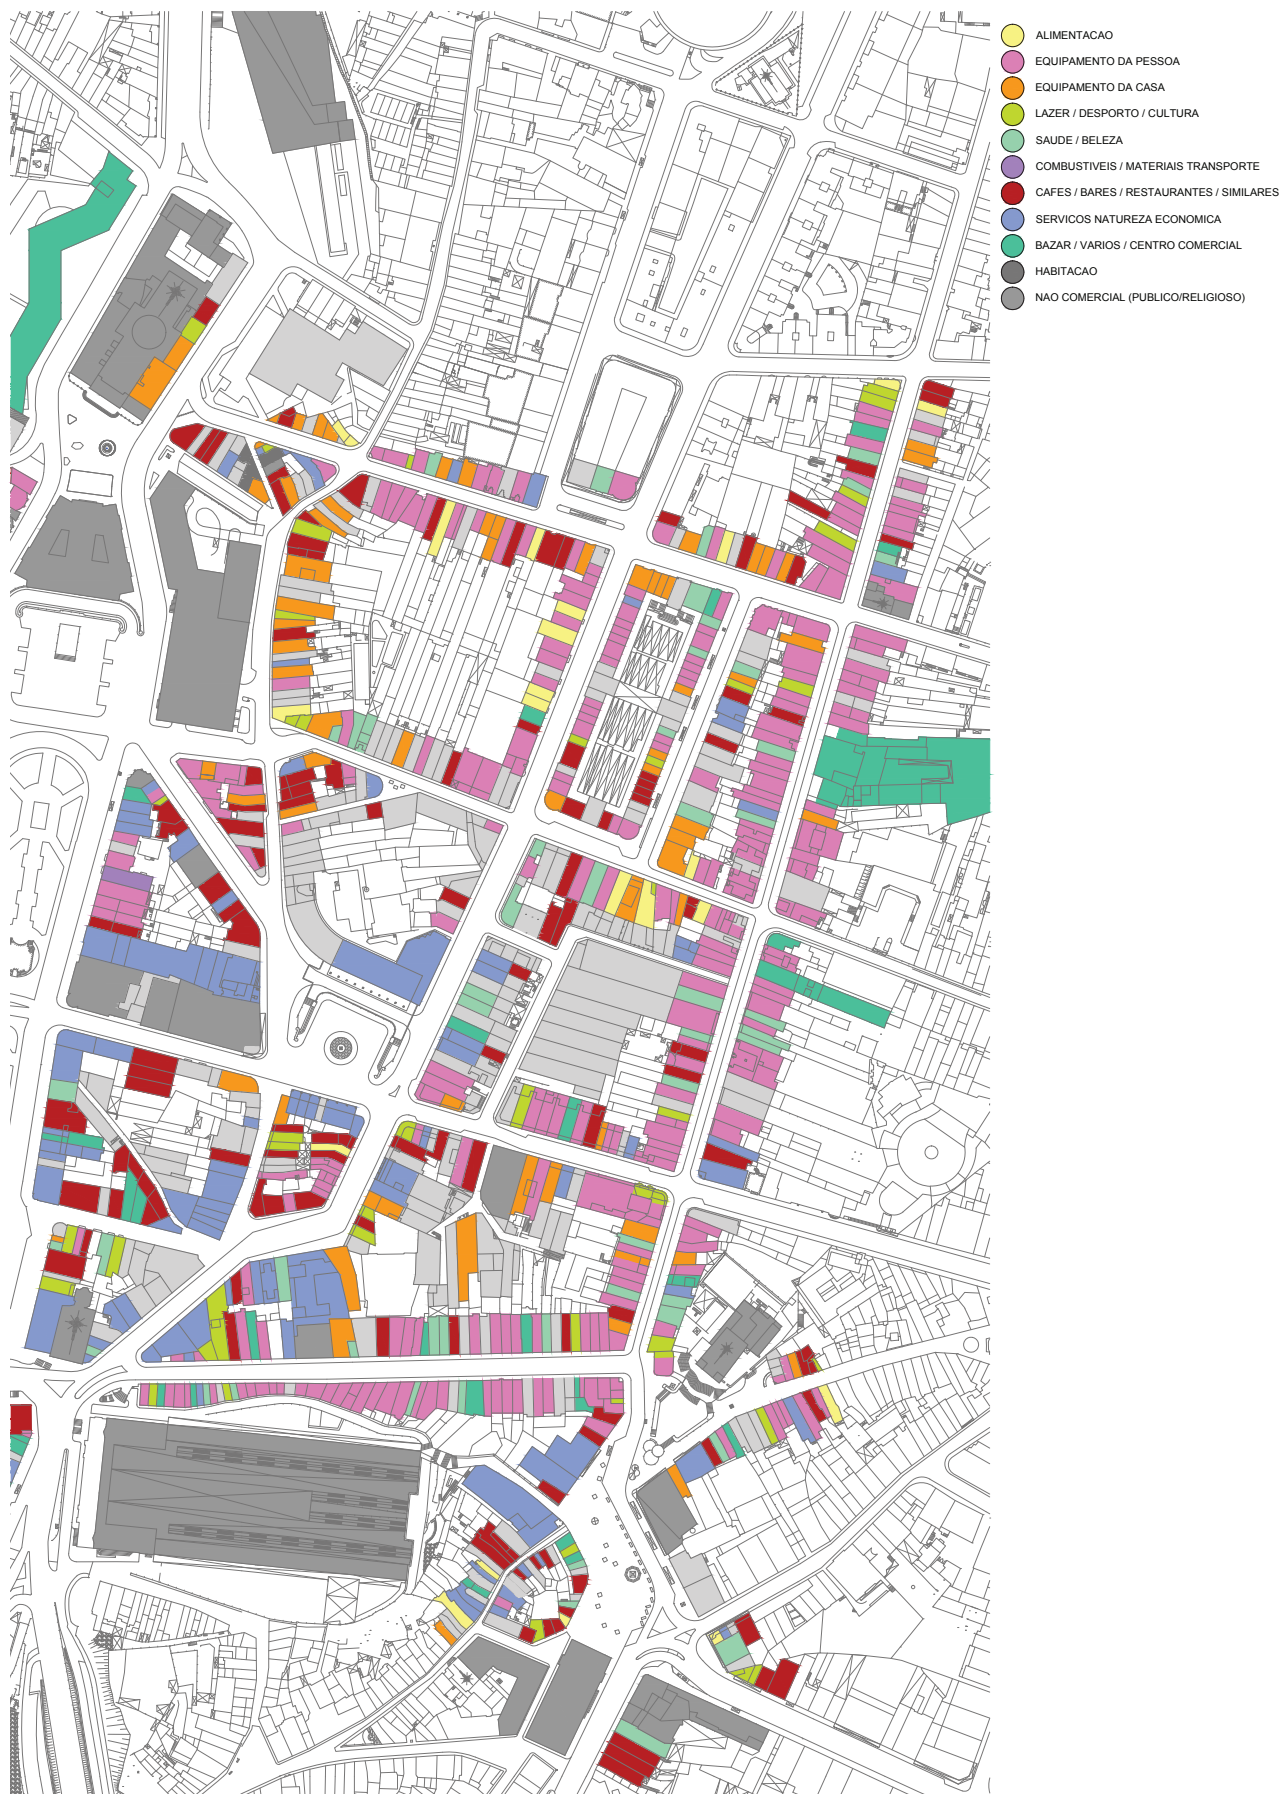 ALIMENTACAO
EQUIPAMENTO DA PESSOA
EQUIPAMENTO DA CASA
LAZER / DESPORTO / CULTURA
SAUDE / BELEZA
COMBUSTIVEIS / MATERIAIS TRANSPORTE
CAFES / BARES / RESTAURANTES / SIMILARES
SERVICOS NATUREZA ECONOMICA
BAZAR / VARIOS / CENTRO COMERCIAL
HABITACAO
NAO COMERCIAL (PUBLICO/RELIGIOSO)